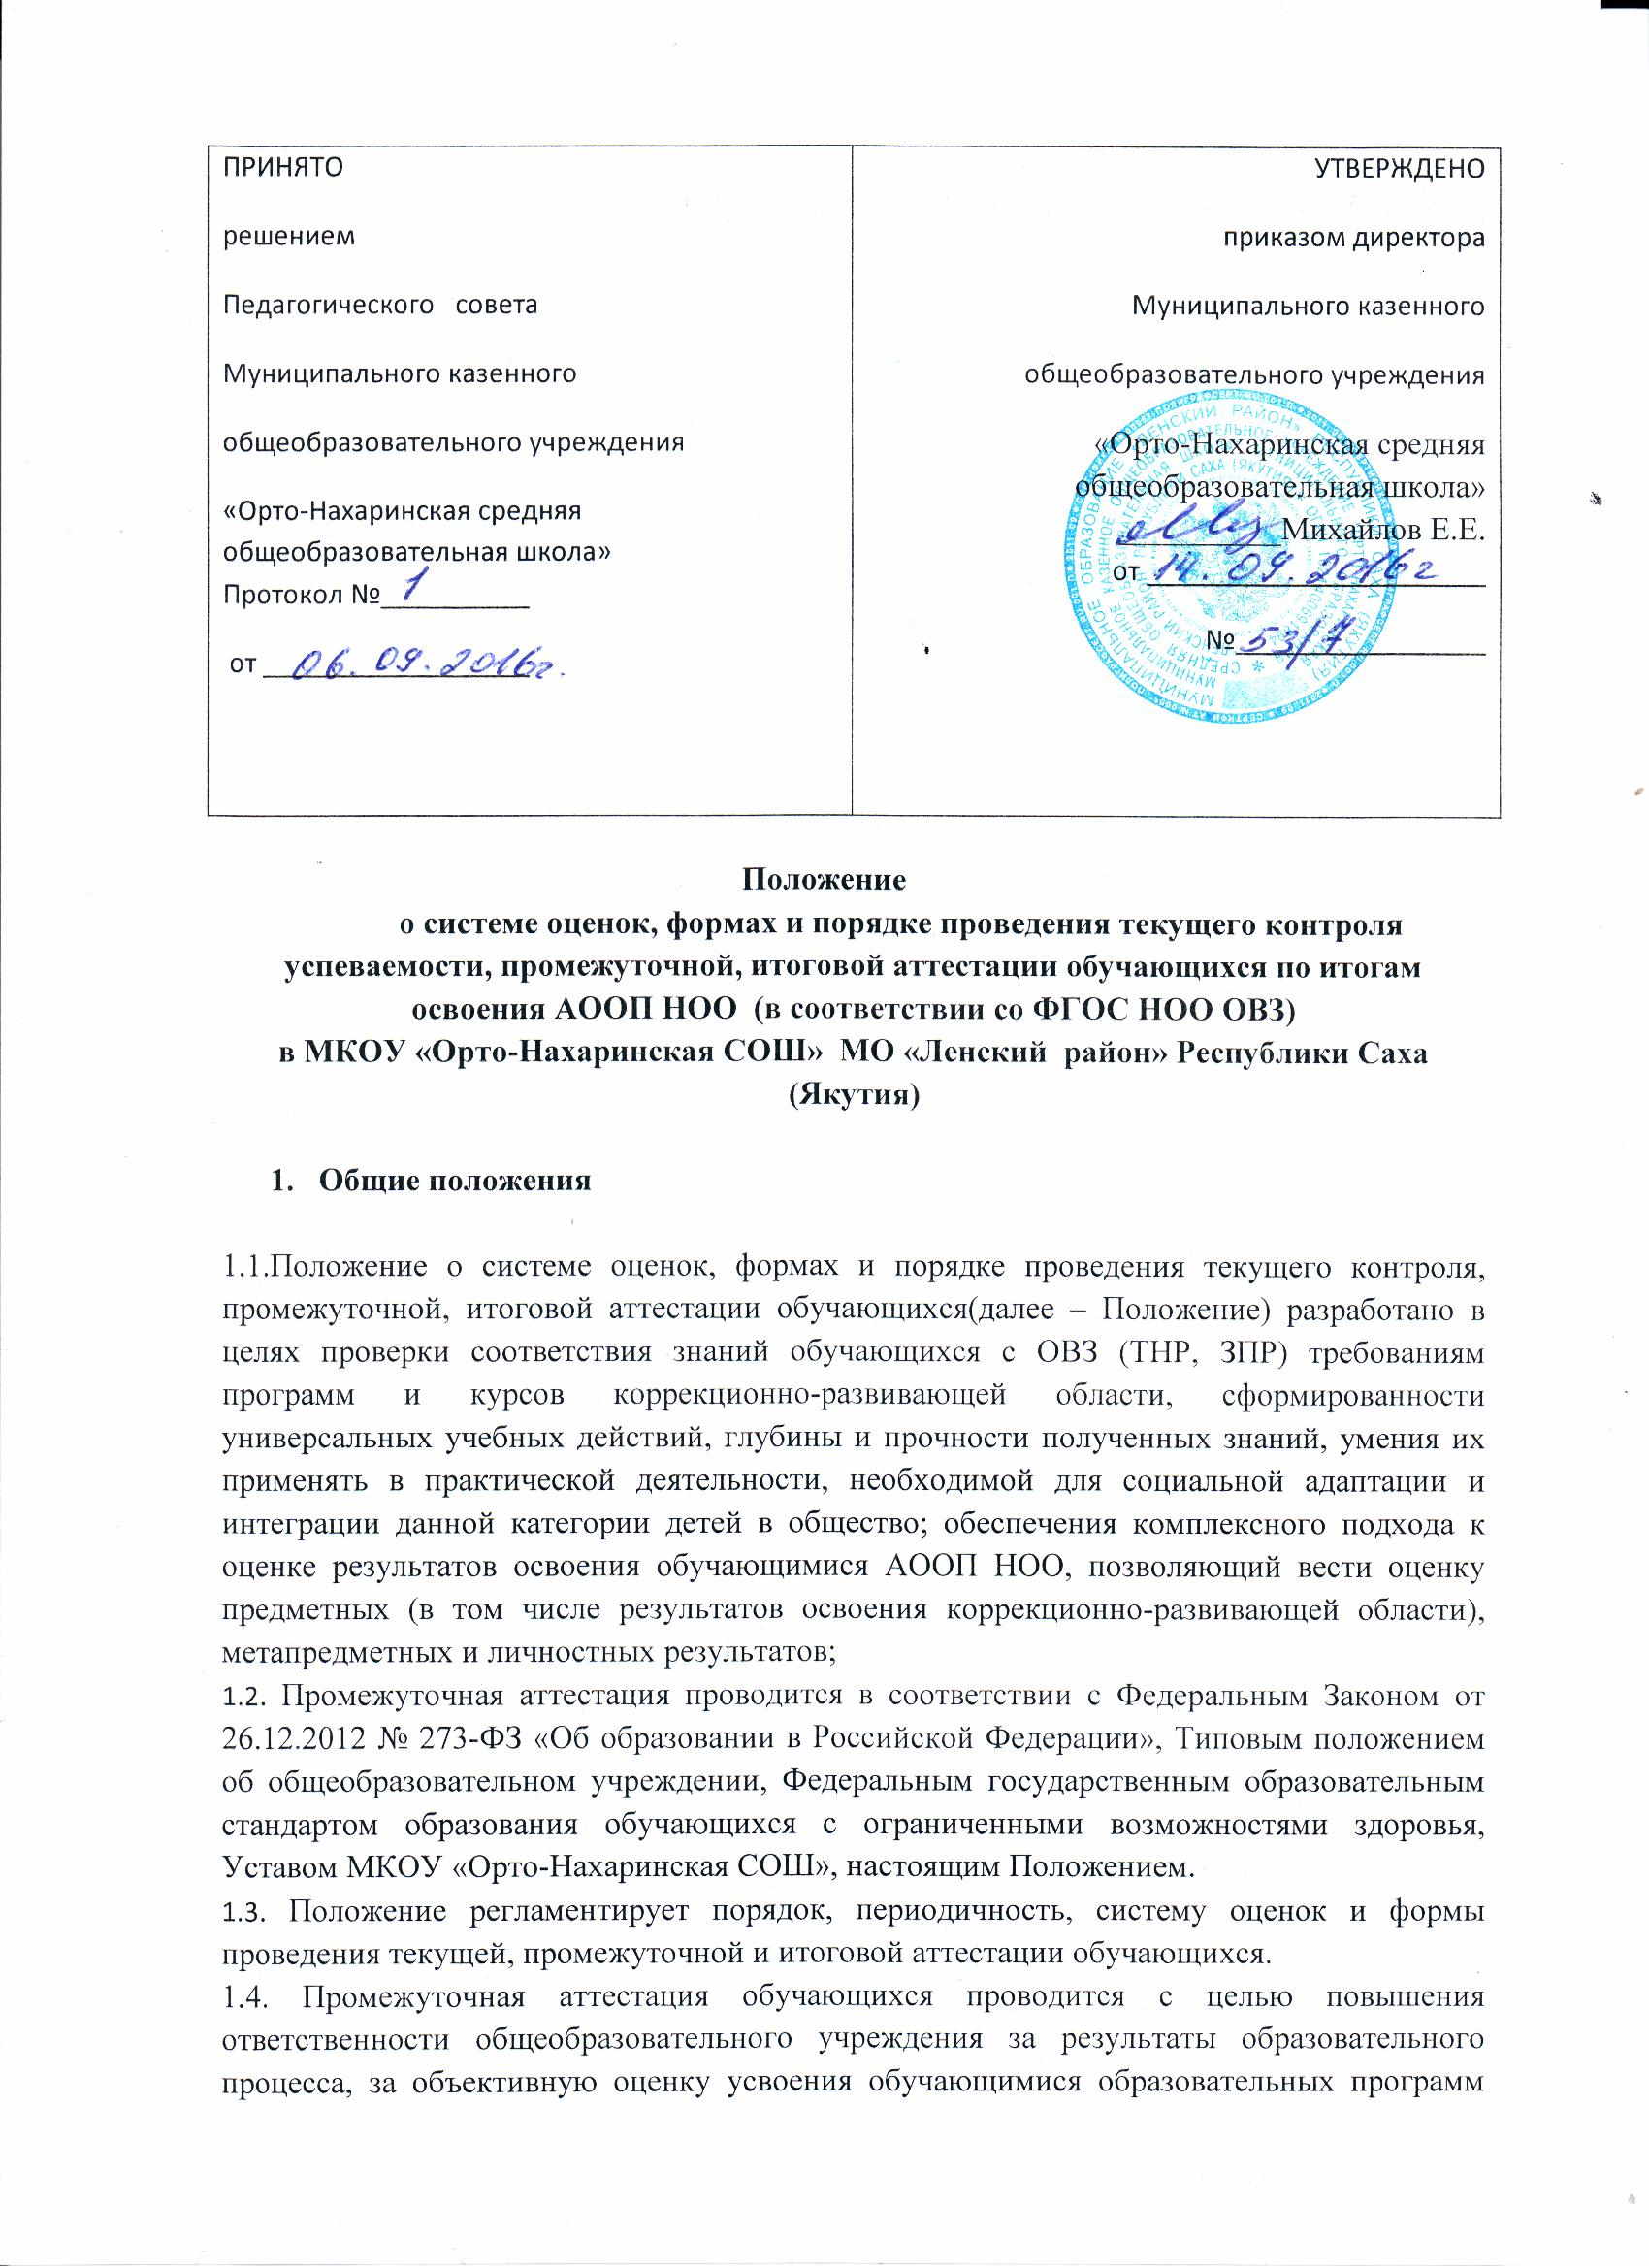 ПРИНЯТО
решением
Педагогического совета
Муниципального казенного
общеобразовательного учреждения
«Орто-Нахаринская средняя
общеобразовательная школа»
Протокол №1
от 06.09.2016г.
УТВЕРЖДЕНО
приказом директора
Муниципального казенного
общеобразовательного учреждения
«Орто-Нахаринская средняя
общеобразовательная школа»
Михайлов Е.Е.
от 14.09.2016г
№ 53/7
Положение
о системе оценок, формах и порядке проведения текущего контроля
успеваемости, промежуточной, итоговой аттестации обучающихся по итогам
освоения АООП НОО (в соответствии со ФГОС НОО ОВЗ)
в МКОУ «Орто-Нахаринская СОШ» МО «Ленский район» Республики Саха
(Якутия)
1. Общие положения
1.1.Положение о системе оценок, формах и порядке проведения текущего контроля,
промежуточной, итоговой аттестации обучающихся(далее – Положение) разработано в
целях проверки соответствия знаний обучающихся с ОВЗ (ТНР, ЗПР) требованиям
программ и курсов коррекционно-развивающей области, сформированности
универсальных учебных действий, глубины и прочности полученных знаний, умения их
применять в практической деятельности, необходимой для социальной адаптации и
интеграции данной категории детей в общество; обеспечения комплексного подхода к
оценке результатов освоения обучающимися АООП НОО, позволяющий вести оценку
предметных (в том числе результатов освоения коррекционно-развивающей области),
метапредметных и личностных результатов;
1.2. Промежуточная аттестация проводится в соответствии с Федеральным Законом от
26.12.2012 № 273-ФЗ «Об образовании в Российской Федерации», Типовым положением
об общеобразовательном учреждении, Федеральным государственным образовательным
стандартом образования обучающихся с ограниченными возможностями здоровья,
Уставом МКОУ «Орто-Нахаринская СОШ», настоящим Положением.
1.3. Положение регламентирует порядок, периодичность, систему оценок и формы
проведения текущей, промежуточной и итоговой аттестации обучающихся.
1.4. Промежуточная аттестация обучающихся проводится с целью повышения
ответственности общеобразовательного учреждения за результаты образовательного
процесса, за объективную оценку усвоения обучающимися образовательных программ